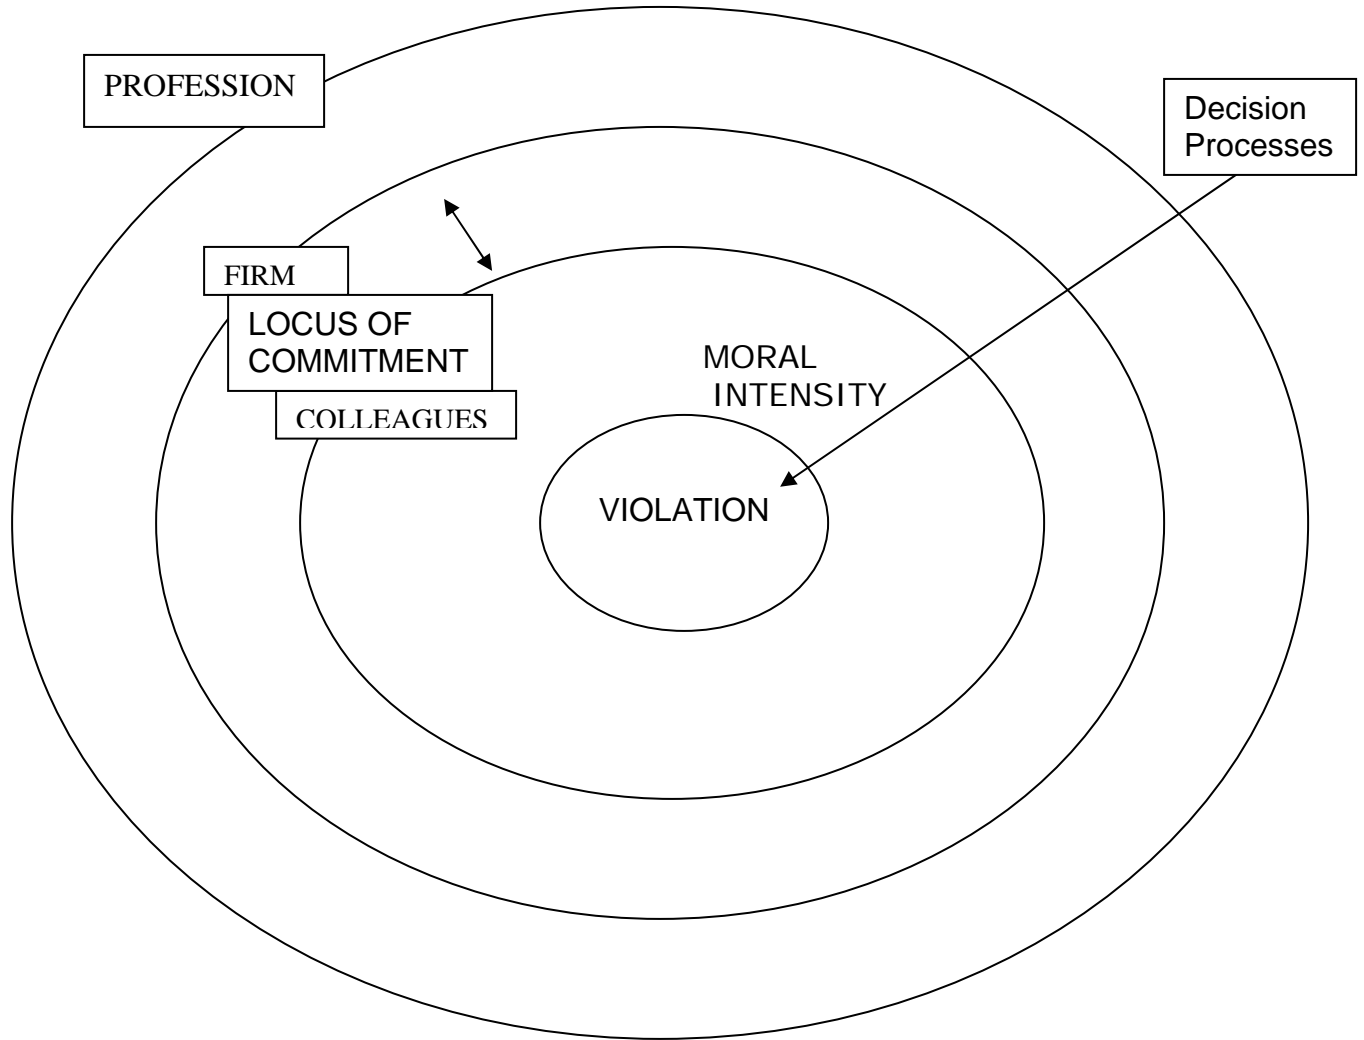 PROFESSION
Decision
Processes
FIRM
LOCUS OF
COMMITMENT
COLLEAGUES
MORAL
INTENSITY
VIOLATION